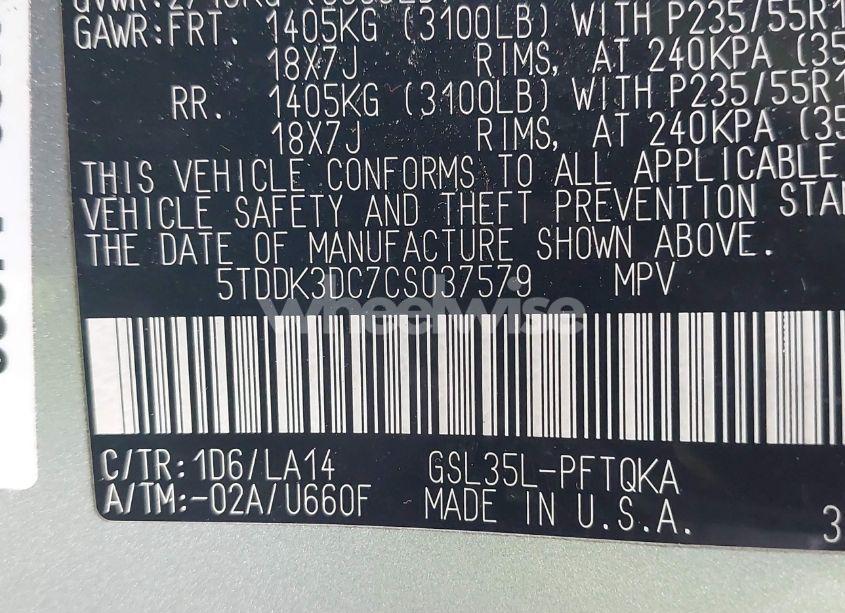 GAWR:FRT. 1405KG (3100LB) WITH P235/55R1
18X7J RIMS, AT 240KPA (35
RR. 1405KG (3100LB) WITH P235/55R1
18X7J RIMS, AT 240KPA (35
THIS VEHICLE CONFORMS TO ALL APPLICABLE
VEHICLE SAFETY AND THEFT PREVENTION STA
THE DATE OF MANUFACTURE SHOWN ABOVE.
5TDDK3DC7CS037579 MPV
wheelwise
C/TR:1D6/LA14 GSL35L-PFTQKA
A/TM:-02A/U660F MADE IN U.S.A. 3